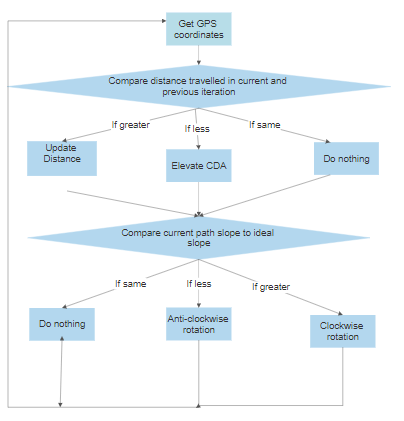 Get GPS
coordinates
Compare distance travelled in current and
previous iteration
If greater
If less
If same
Update
Distance
Elevate CDA
Do nothing
Compare current path slope to ideal
slope
If same
If less
If greater
Do nothing
Anti-clockwise
rotation
Clockwise
rotation